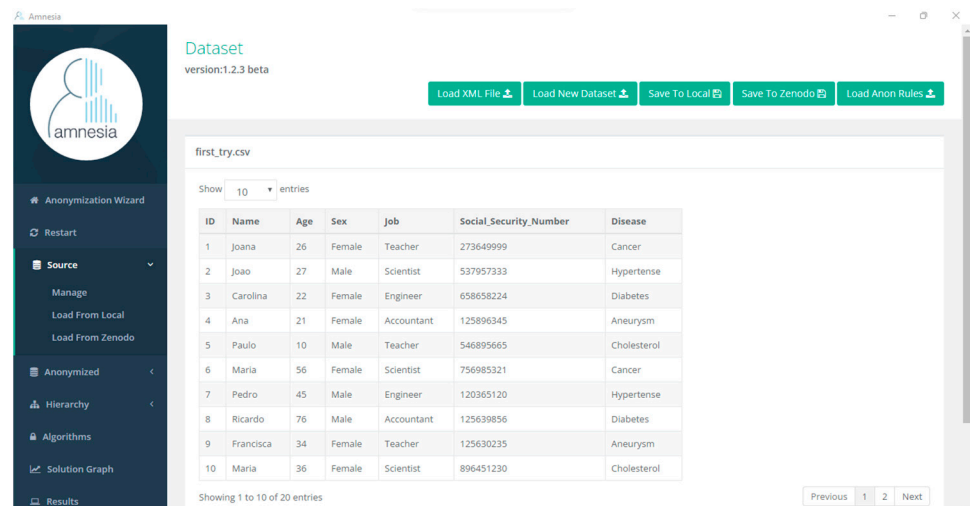 Amnesia
Dataset
version:1.2.3 beta
Load XML File Load New Dataset Save To Local Save To Zenodo Load Anon Rules
amnesia
first_try.csv
Show 10 entries
Anonymization Wizard
Restart
Source
Manage
Load From Local
Load From Zenodo
Anonymized
Hierarchy
Algorithms
Solution Graph
Results
ID Name Age Sex Job Social_Security_Number Disease
1 Joana 26 Female Teacher 273649999 Cancer
2 Joao 27 Male Scientist 537957333 Hypertense
3 Carolina 22 Female Engineer 658658224 Diabetes
4 Ana 21 Female Accountant 125896345 Aneurysm
5 Paulo 10 Male Teacher 546895665 Cholesterol
6 Maria 56 Female Scientist 756985321 Cancer
7 Pedro 45 Male Engineer 120365120 Hypertense
8 Ricardo 76 Male Accountant 125639856 Diabetes
9 Francisca 34 Female Teacher 125630235 Aneurysm
10 Maria 36 Female Scientist 896451230 Cholesterol
Showing 1 to 10 of 20 entries
Previous 1 2 Next